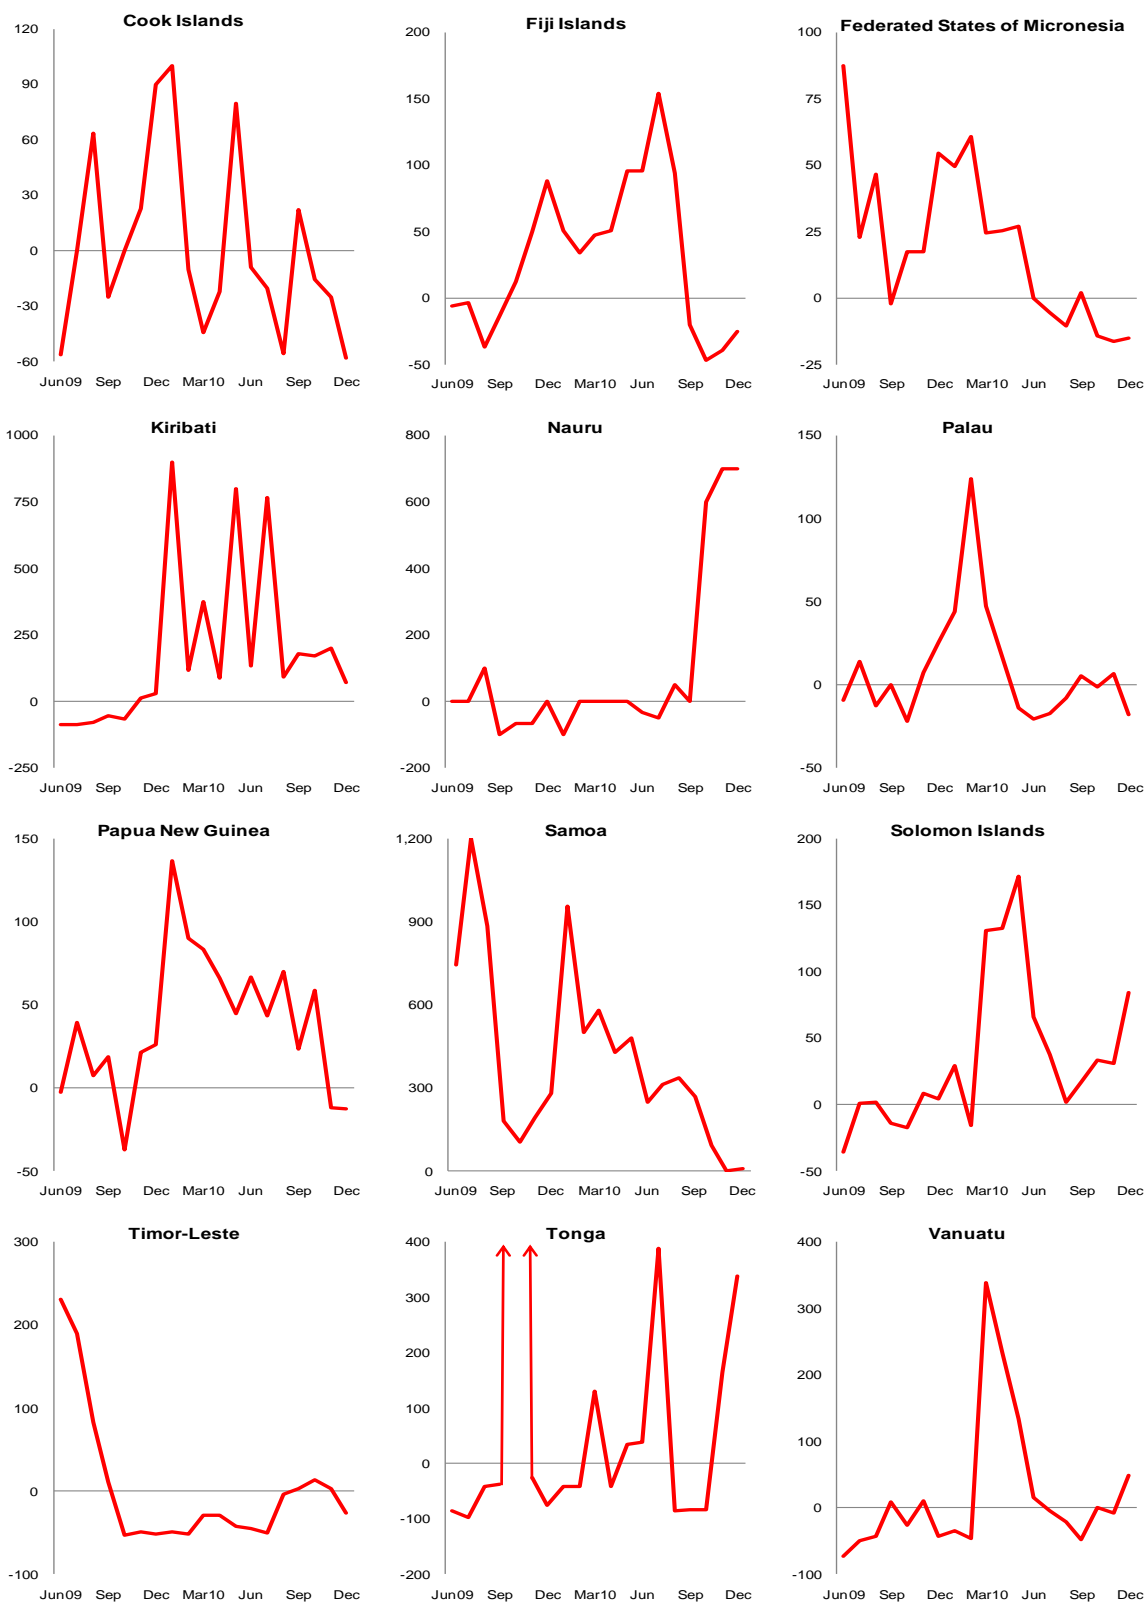 Cook Islands
120
90
60
30
0
-30
-60
Jun09 Sep Dec Mar10 Jun Sep Dec
Fiji Islands
200
150
100
50
0
-50
Jun09 Sep Dec Mar10 Jun Sep Dec
Federated States of Micronesia
100
75
50
25
0
-25
Jun09 Sep Dec Mar10 Jun Sep Dec
Kiribati
1000
750
500
250
0
-250
Jun09 Sep Dec Mar10 Jun Sep Dec
Nauru
800
600
400
200
0
-200
Jun09 Sep Dec Mar10 Jun Sep Dec
Palau
150
100
50
0
-50
Jun09 Sep Dec Mar10 Jun Sep Dec
Papua New Guinea
150
100
50
0
-50
Jun09 Sep Dec Mar10 Jun Sep Dec
Samoa
1,200
900
600
300
0
Jun09 Sep Dec Mar10 Jun Sep Dec
Solomon Islands
200
150
100
50
0
-50
Jun09 Sep Dec Mar10 Jun Sep Dec
Timor-Leste
300
200
100
0
-100
Jun09 Sep Dec Mar10 Jun Sep Dec
Tonga
400
300
200
100
0
-100
-200
Jun09 Sep Dec Mar10 Jun Sep Dec
Vanuatu
400
300
200
100
0
-100
Jun09 Sep Dec Mar10 Jun Sep Dec